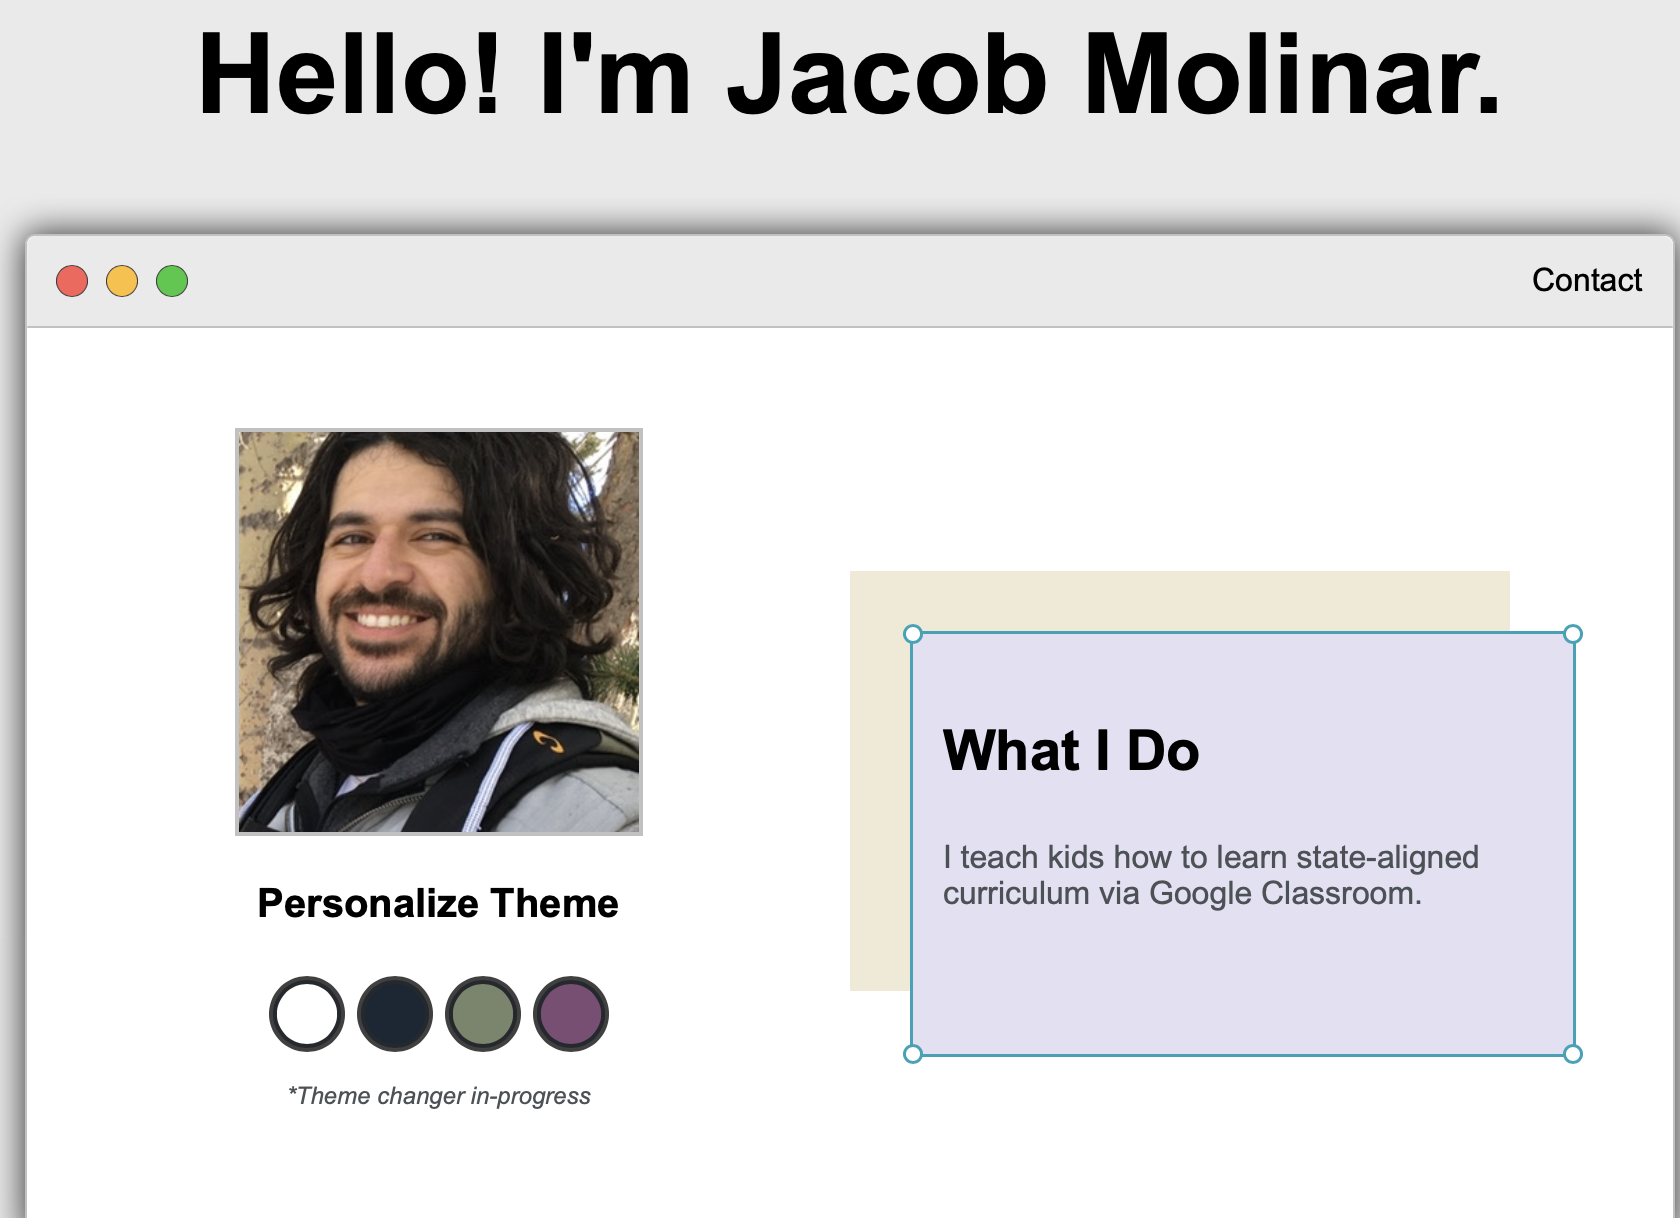 Hello! I'm Jacob Molinar.
Contact
Personalize Theme
*Theme changer in-progress
What I Do
I teach kids how to learn state-aligned
curriculum via Google Classroom.